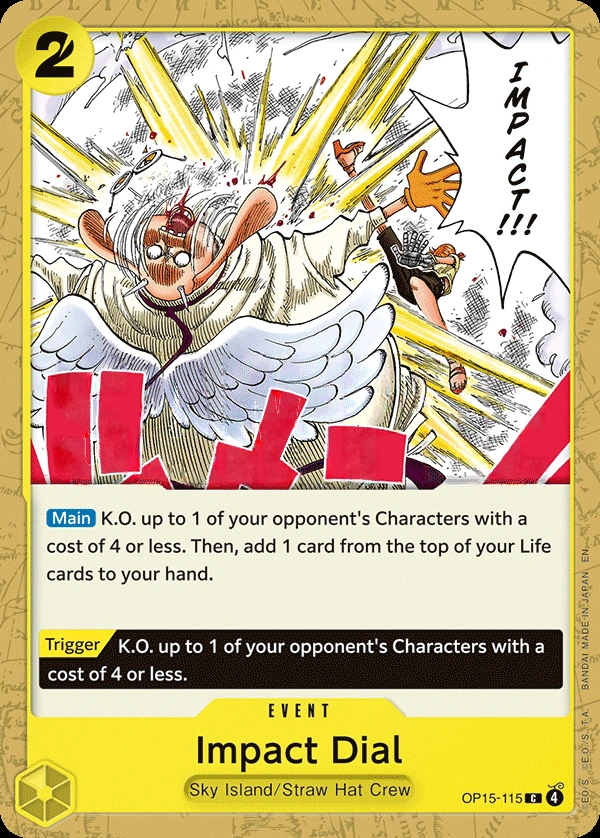 2
IMPACT!!!
Main K.O. up to 1 of your opponent's Characters with a
cost of 4 or less. Then, add 1 card from the top of your Life
cards to your hand.
Trigger K.O. up to 1 of your opponent's Characters with a
cost of 4 or less.
EVENT
Impact Dial
Sky Island/Straw Hat Crew
OP15-115 C 4
BANDAI MADE IN JAPAN EN